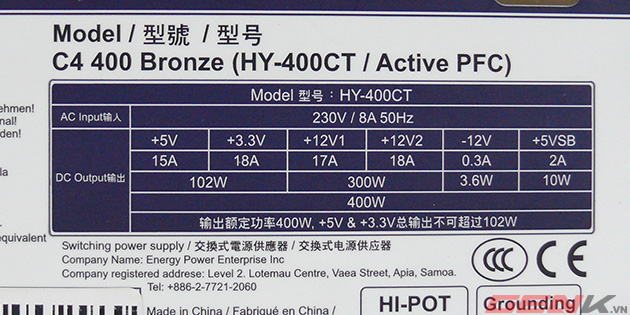 Model / 型號 / 型号
C4 400 Bronze (HY-400CT / Active PFC)
Model 型号 : HY-400CT
AC Input输入 230V / 8A 50Hz
DC Output输出 +5V +3.3V +12V1 +12V2 -12V +5VSB
15A 18A 17A 18A 0.3A 2A
102W 300W 3.6W 10W
400W
输出额定功率400W, +5V & +3.3V总输出不可超过102W
ehmen!
nal!
den!
la
equivalent
Switching power supply / 交換式電源供應器 / 交换式电源供应器
Company Name: Energy Power Enterprise Inc
Company registered address: Level 2. Lotemau Centre, Vaea Street, Apia, Samoa.
Tel: +886-2-7721-2060
CCC
CE
Made in China / Fabriqué en China /
HI-POT
Grounding
GENK.VN